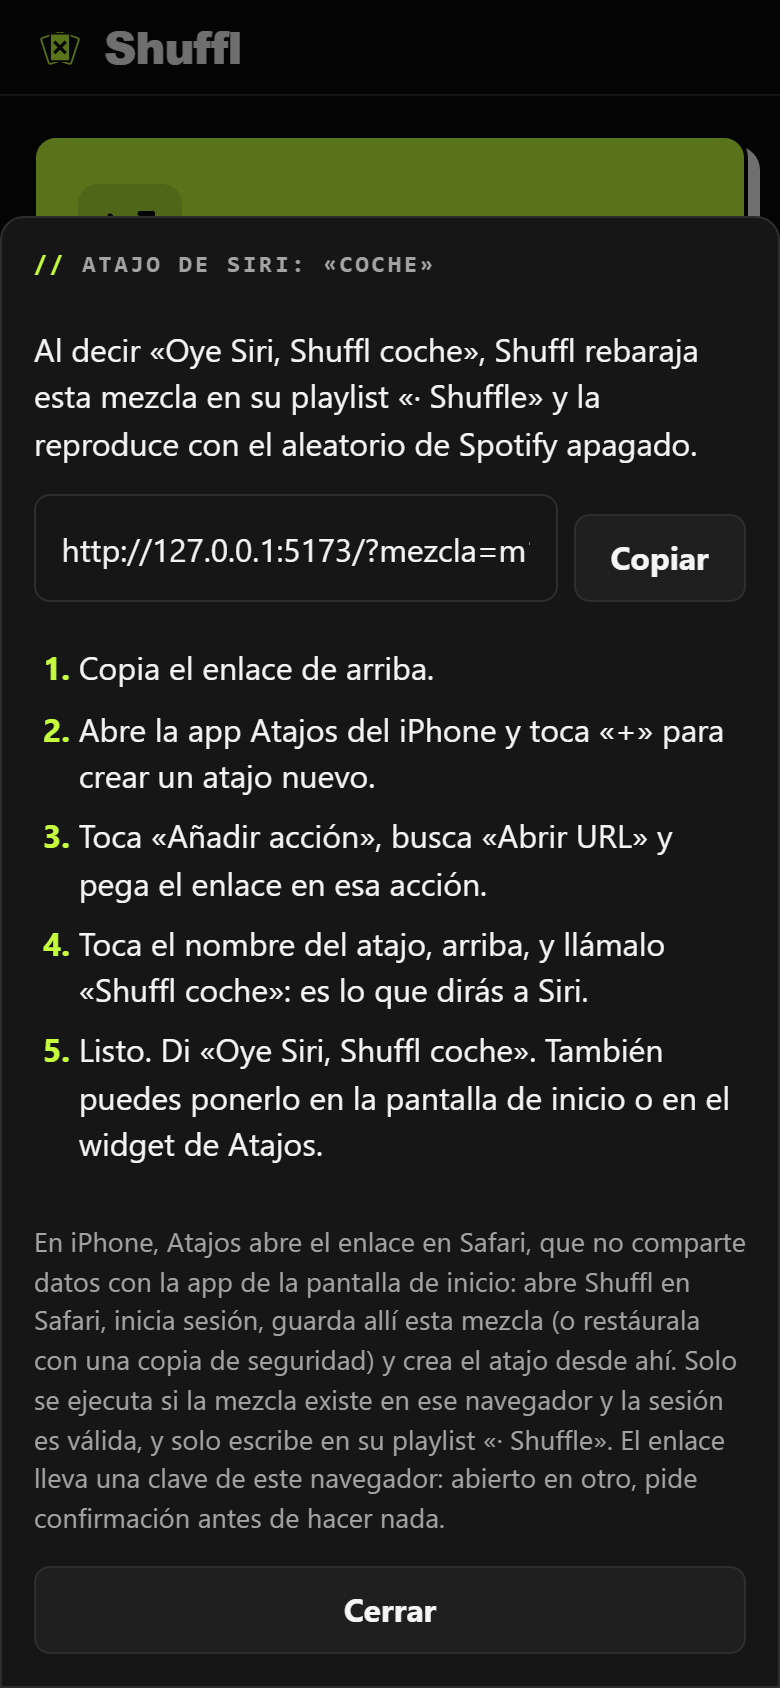 Shuffl
// ATAJO DE SIRI: «COCHE»
Al decir «Oye Siri, Shuffl coche», Shuffl rebaraja
esta mezcla en su playlist «· Shuffle» y la
reproduce con el aleatorio de Spotify apagado.
http://127.0.0.1:5173/?mezcla=m
Copiar
1. Copia el enlace de arriba.
2. Abre la app Atajos del iPhone y toca «+» para
crear un atajo nuevo.
3. Toca «Añadir acción», busca «Abrir URL» y
pega el enlace en esa acción.
4. Toca el nombre del atajo, arriba, y llámalo
«Shuffl coche»: es lo que dirás a Siri.
5. Listo. Di «Oye Siri, Shuffl coche». También
puedes ponerlo en la pantalla de inicio o en el
widget de Atajos.
En iPhone, Atajos abre el enlace en Safari, que no comparte
datos con la app de la pantalla de inicio: abre Shuffl en
Safari, inicia sesión, guarda allí esta mezcla (o restáurala
con una copia de seguridad) y crea el atajo desde ahí. Solo
se ejecuta si la mezcla existe en ese navegador y la sesión
es válida, y solo escribe en su playlist «· Shuffle». El enlace
lleva una clave de este navegador: abierto en otro, pide
confirmación antes de hacer nada.
Cerrar